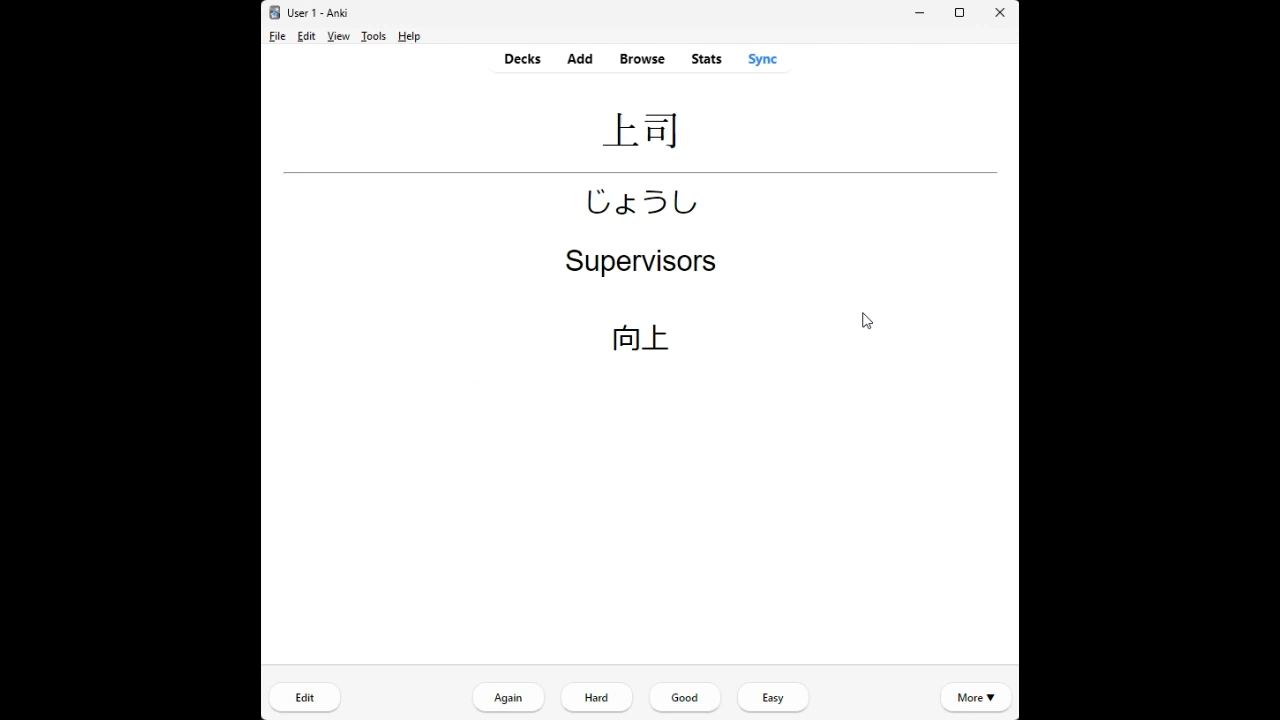 User 1 - Anki
File Edit View Tools Help
Decks Add Browse Stats Sync
上司
じょうし
Supervisors
向上
Edit Again Hard Good Easy More ▼